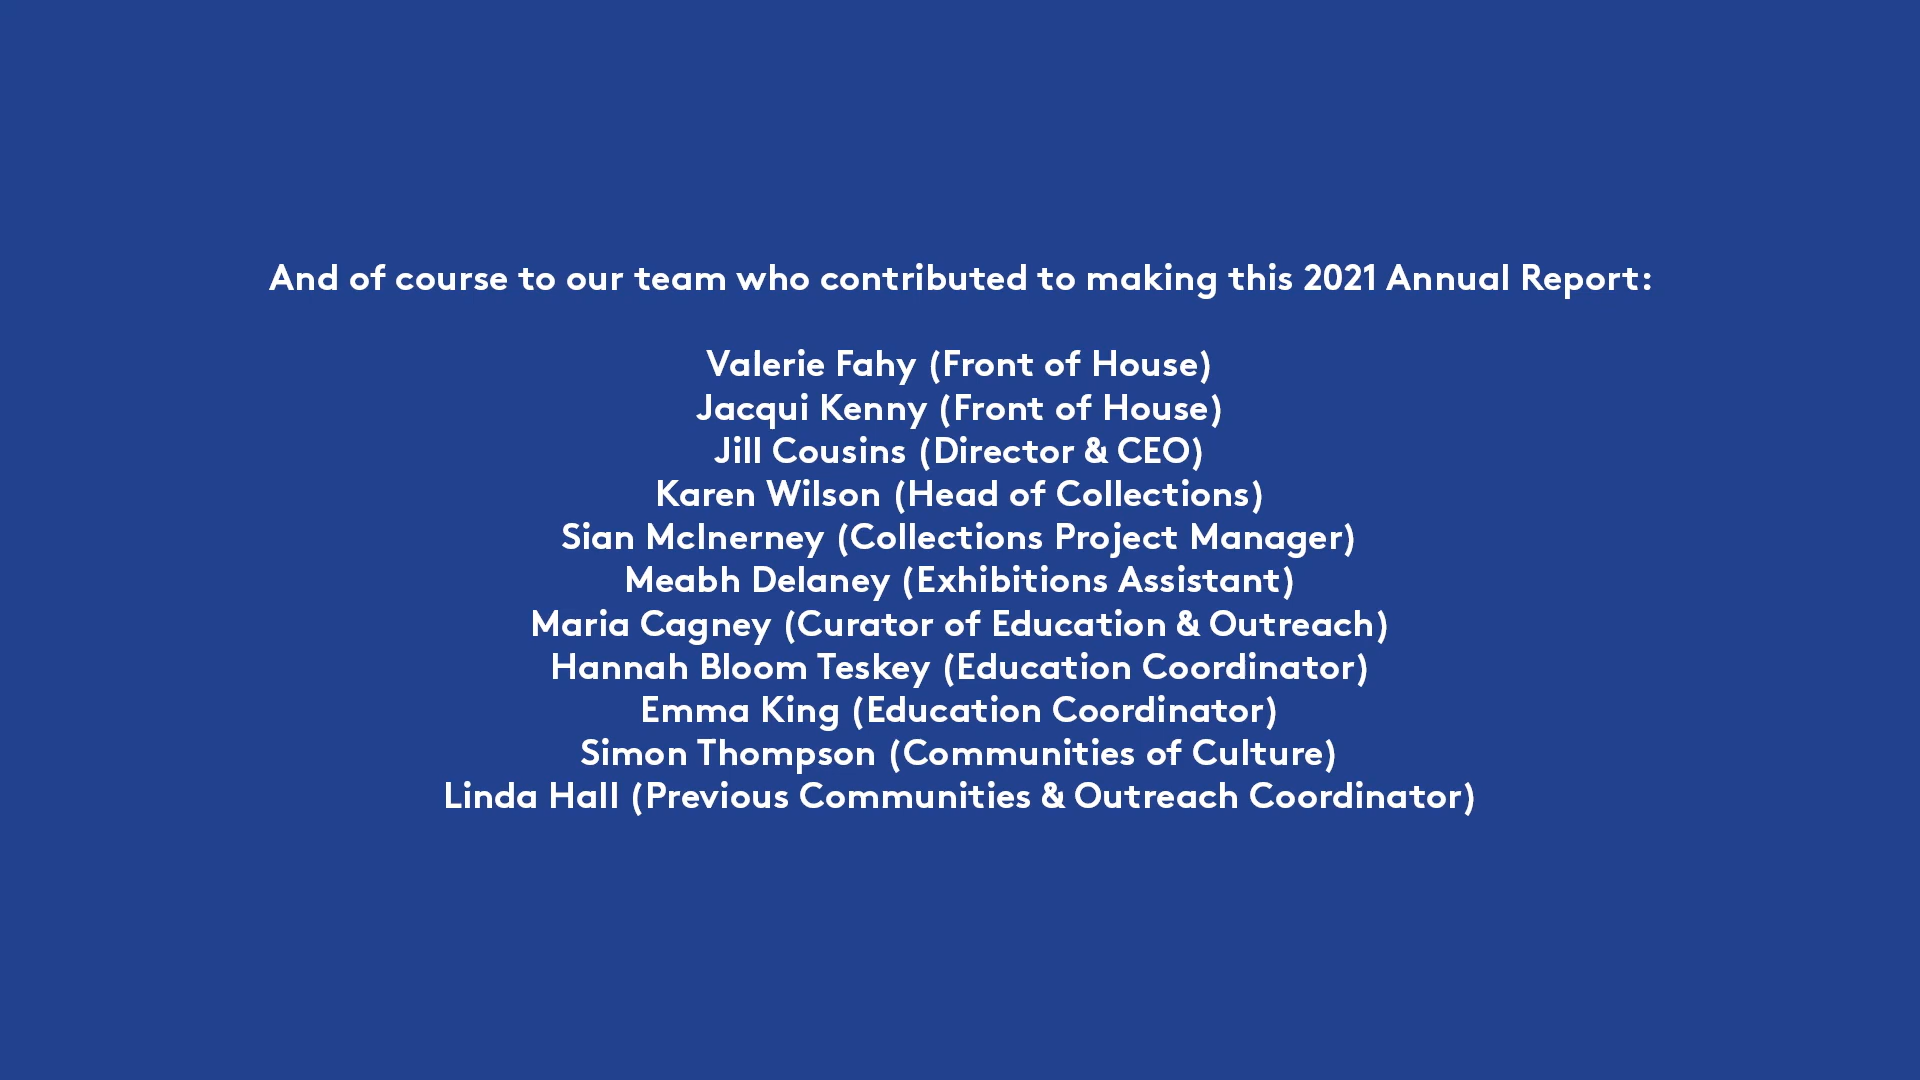 And of course to our team who contributed to making this 2021 Annual Report:
Valerie Fahy (Front of House)
Jacqui Kenny (Front of House)
Jill Cousins (Director & CEO)
Karen Wilson (Head of Collections)
Sian McInerney (Collections Project Manager)
Meabh Delaney (Exhibitions Assistant)
Maria Cagney (Curator of Education & Outreach)
Hannah Bloom Teskey (Education Coordinator)
Emma King (Education Coordinator)
Simon Thompson (Communities of Culture)
Linda Hall (Previous Communities & Outreach Coordinator)